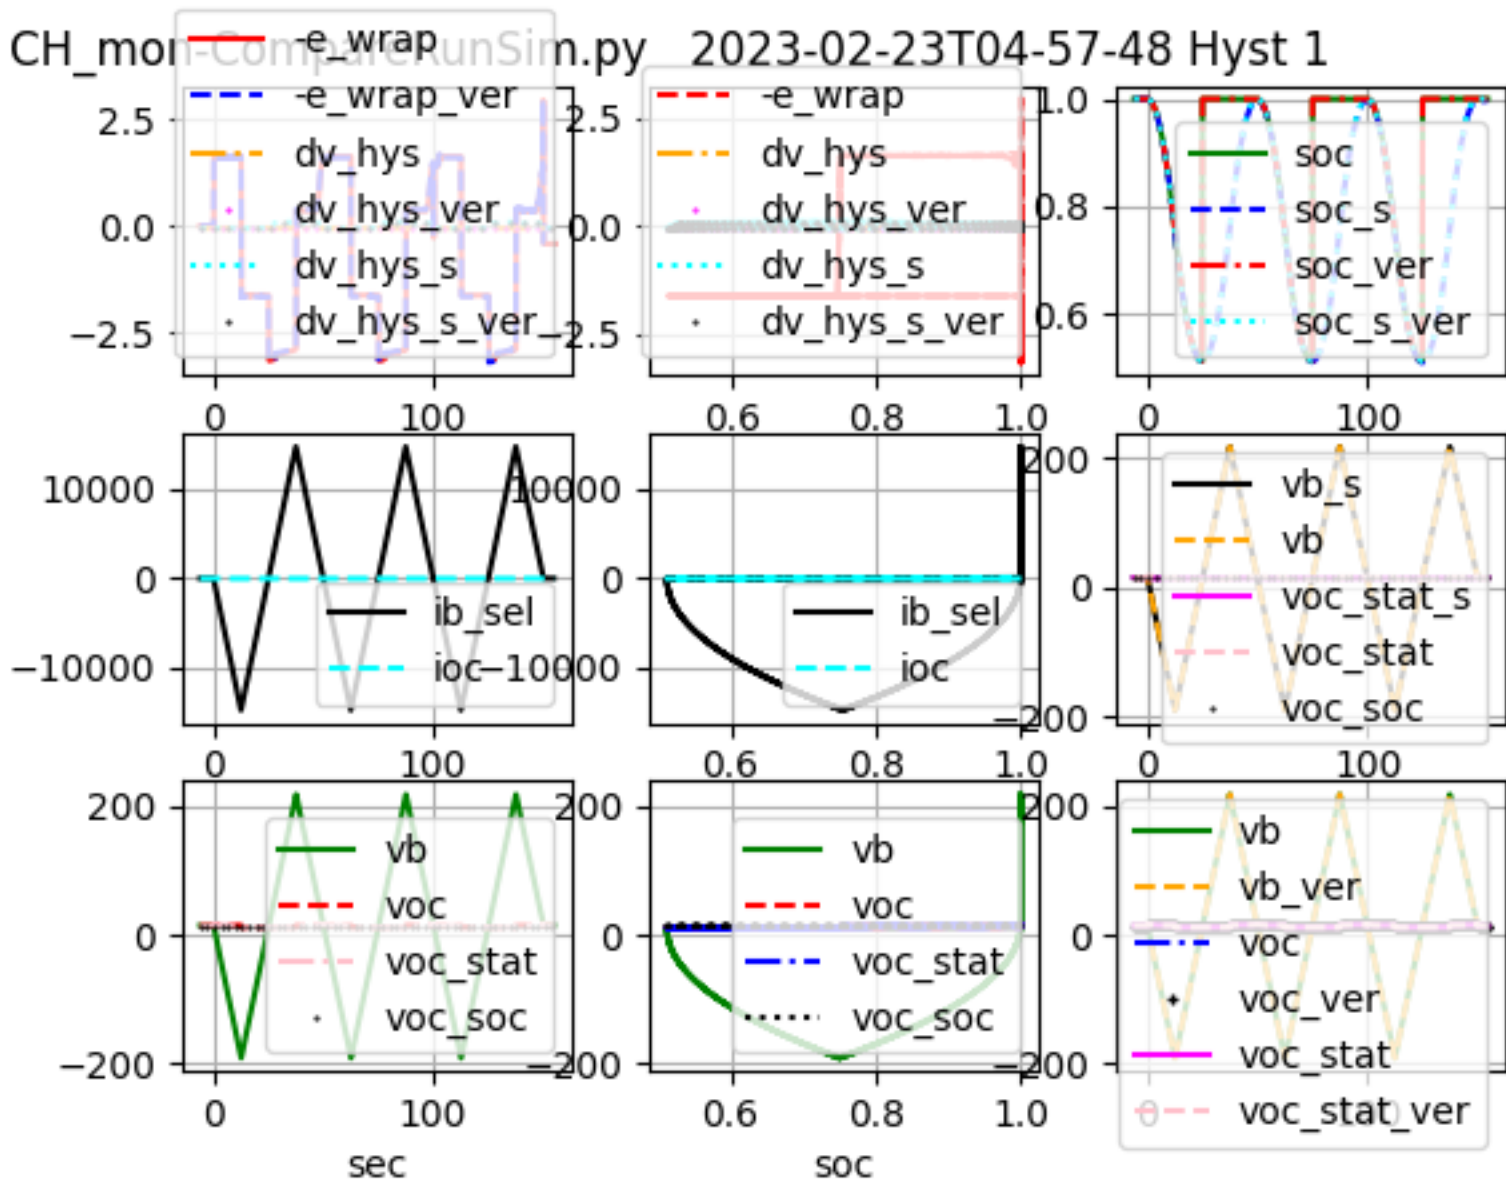 CH_mon-CompareRunSim.py   2023-02-23T04-57-48 Hyst 1
-e_wrap
-e_wrap_ver
dv_hys
dv_hys_ver
dv_hys_s
dv_hys_s_ver
2.5
0.0
−2.5
0
100
-e_wrap
dv_hys
dv_hys_ver
dv_hys_s
dv_hys_s_ver
2.5
0.0
−2.5
0.6
0.8
1.0
soc
soc_s
soc_ver
soc_s_ver
1.0
0.8
0.6
0
100
ib_sel
ioc
10000
0
−10000
0
100
ib_sel
ioc
10000
0
−10000
0.6
0.8
1.0
vb_s
vb
voc_stat_s
voc_stat
voc_soc
200
0
−200
0
100
vb
voc
voc_stat
voc_soc
200
0
−200
0
100
sec
vb
voc
voc_stat
voc_soc
200
0
−200
0.6
0.8
1.0
soc
vb
vb_ver
voc
voc_ver
voc_stat
voc_stat_ver
200
0
−200
0